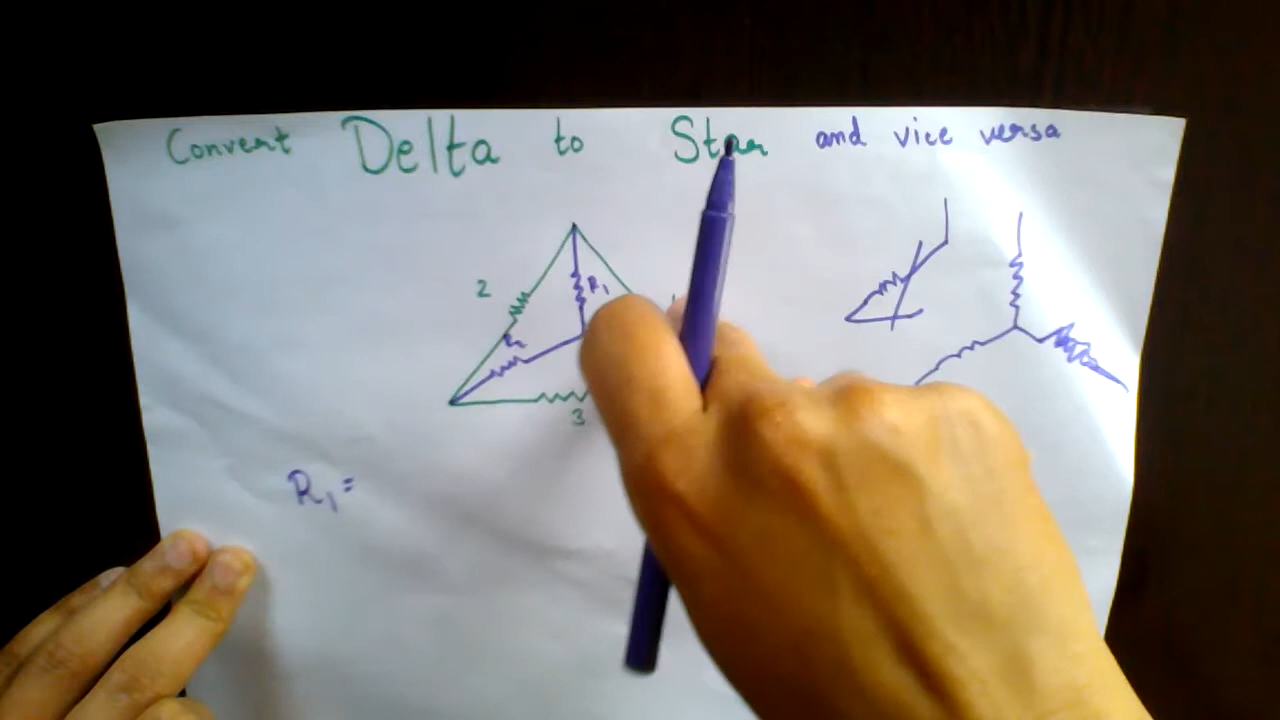 Convert Delta to Star and vice versa
2
R₁
R₂
3
R₁ =